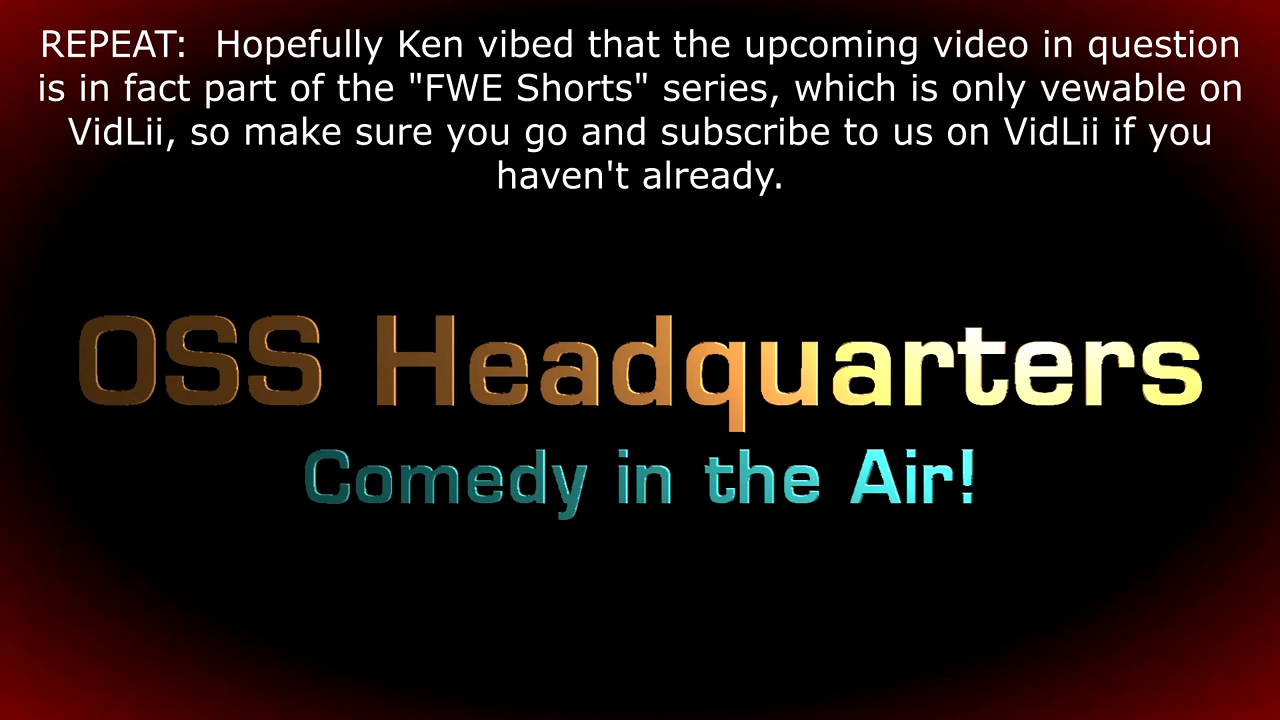 REPEAT:  Hopefully Ken vibed that the upcoming video in question
is in fact part of the "FWE Shorts" series, which is only vewable on
VidLii, so make sure you go and subscribe to us on VidLii if you
haven't already.
OSS Headquarters
Comedy in the Air!